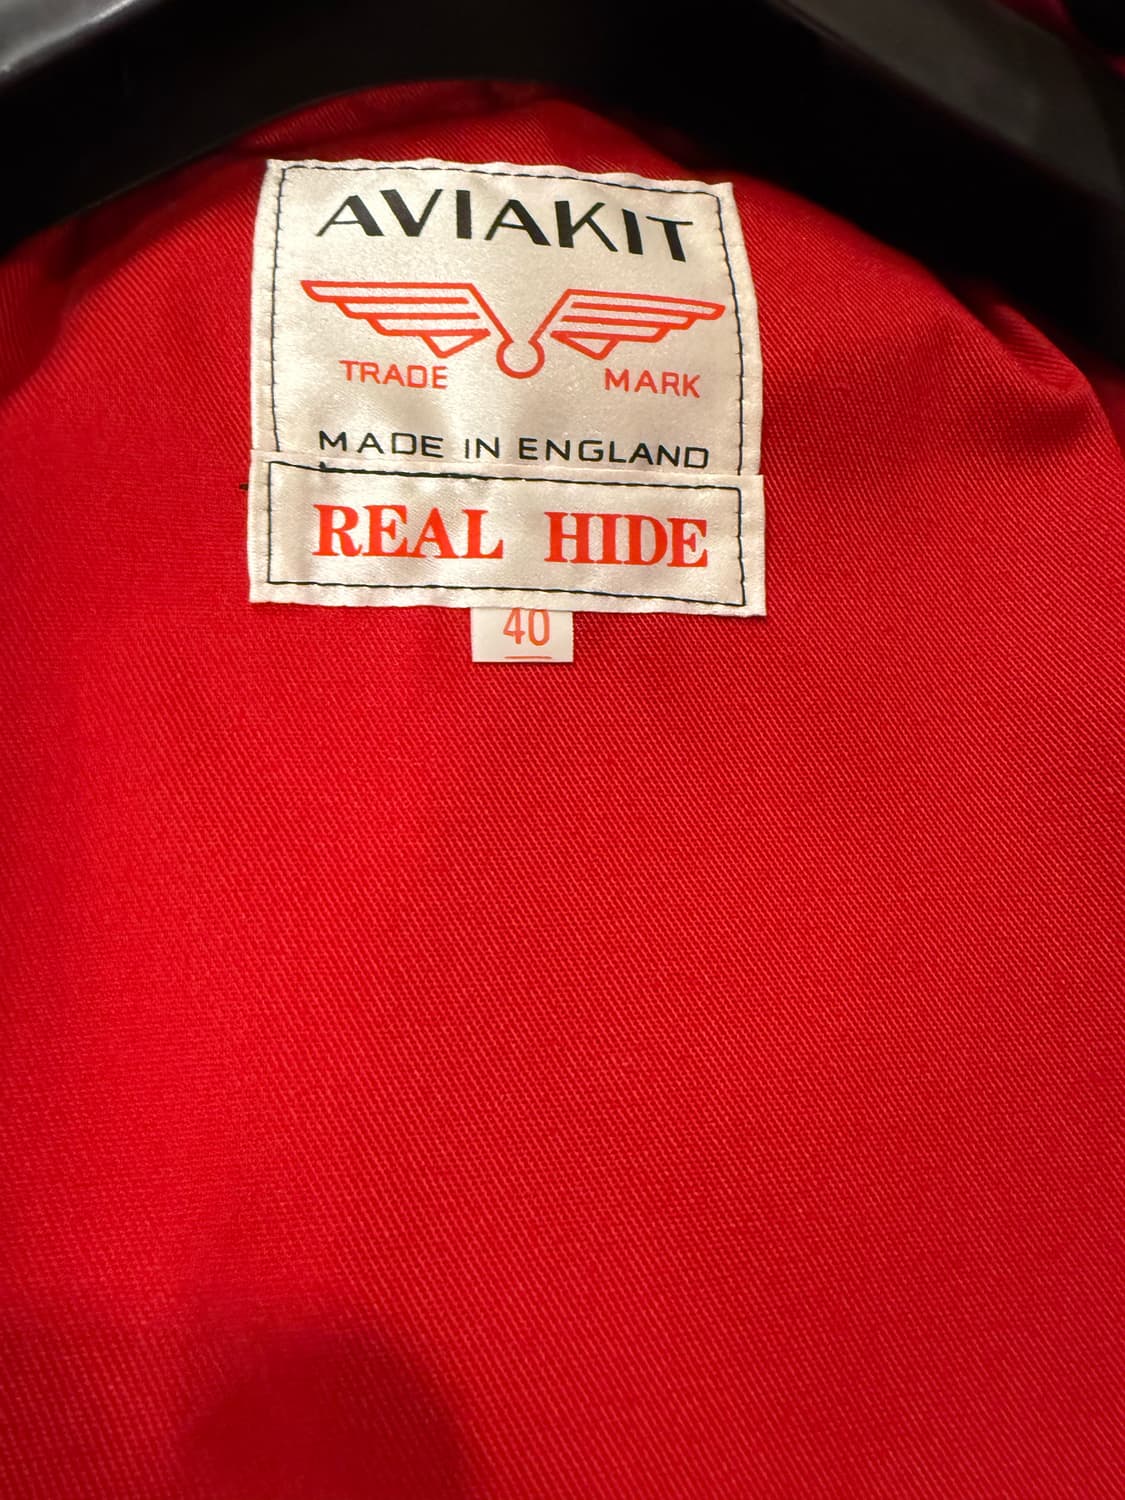 AVIAKIT
TRADE MARK
MADE IN ENGLAND
REAL HIDE
40